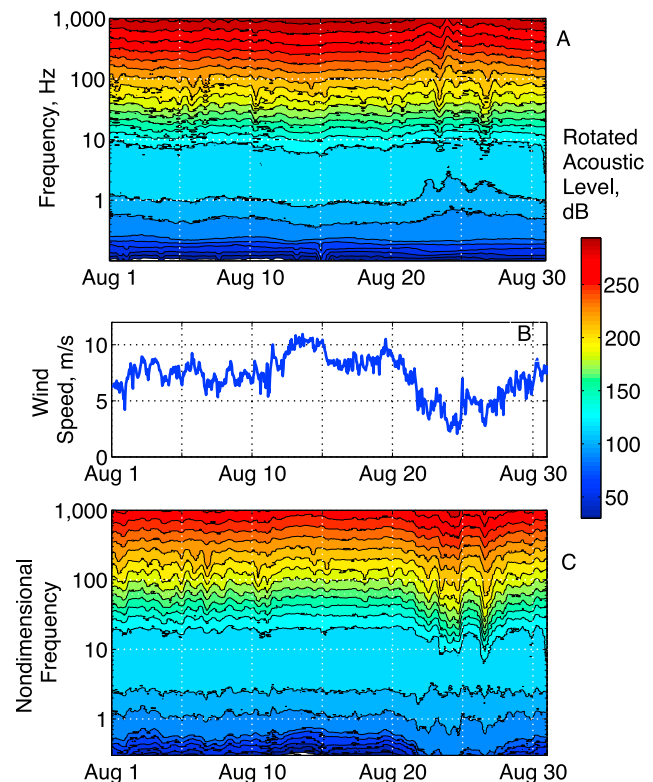 1,000
A
100
10
1
Frequency, Hz
Aug 1
Aug 10
Aug 20
Aug 30
Rotated
Acoustic
Level,
dB
250
200
150
100
50
B
10
5
0
Wind
Speed, m/s
Aug 1
Aug 10
Aug 20
Aug 30
1,000
C
100
10
1
Nondimensional
Frequency
Aug 1
Aug 10
Aug 20
Aug 30